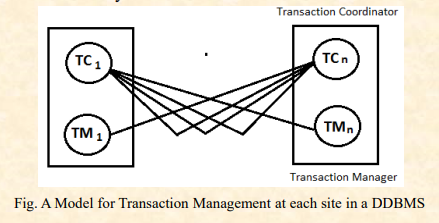 Transaction Coordinator
TC 1
TC n
TM 1
TM n
Transaction Manager
Fig. A Model for Transaction Management at each site in a DDBMS